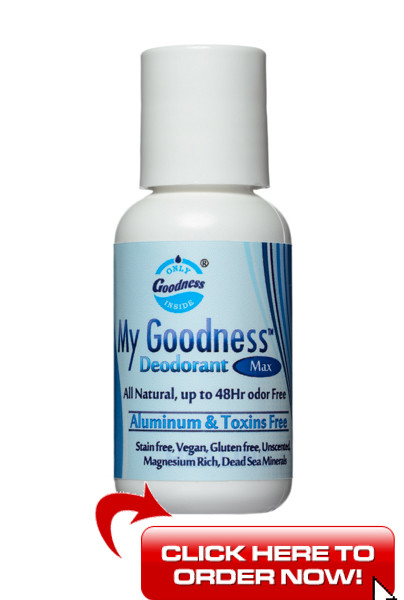 ONLY
Goodness ®
INSIDE
My Goodness™
Deodorant Max
All Natural, up to 48Hr odor Free
Aluminum & Toxins Free
Stain free, Vegan, Gluten free, Unscented,
Magnesium Rich, Dead Sea Minerals
CLICK HERE TO
ORDER NOW!